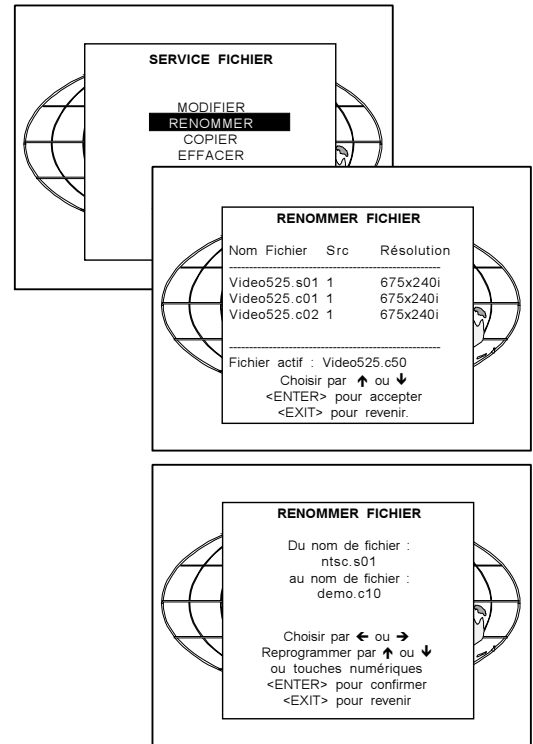 SERVICE FICHIER
MODIFIER
RENOMMER
COPIER
EFFACER
RENOMMER FICHIER
Nom Fichier Src Résolution
----------------------------------------------------
Video525.s01 1 675x240i
Video525.c01 1 675x240i
Video525.c02 1 675x240i
----------------------------------------------------
Fichier actif : Video525.c50
Choisir par ↑ ou ↓
<ENTER> pour accepter
<EXIT> pour revenir.
RENOMMER FICHIER
Du nom de fichier :
ntsc.s01
au nom de fichier :
demo.c10
Choisir par ← ou →
Reprogrammer par ↑ ou ↓
ou touches numériques
<ENTER> pour confirmer
<EXIT> pour revenir